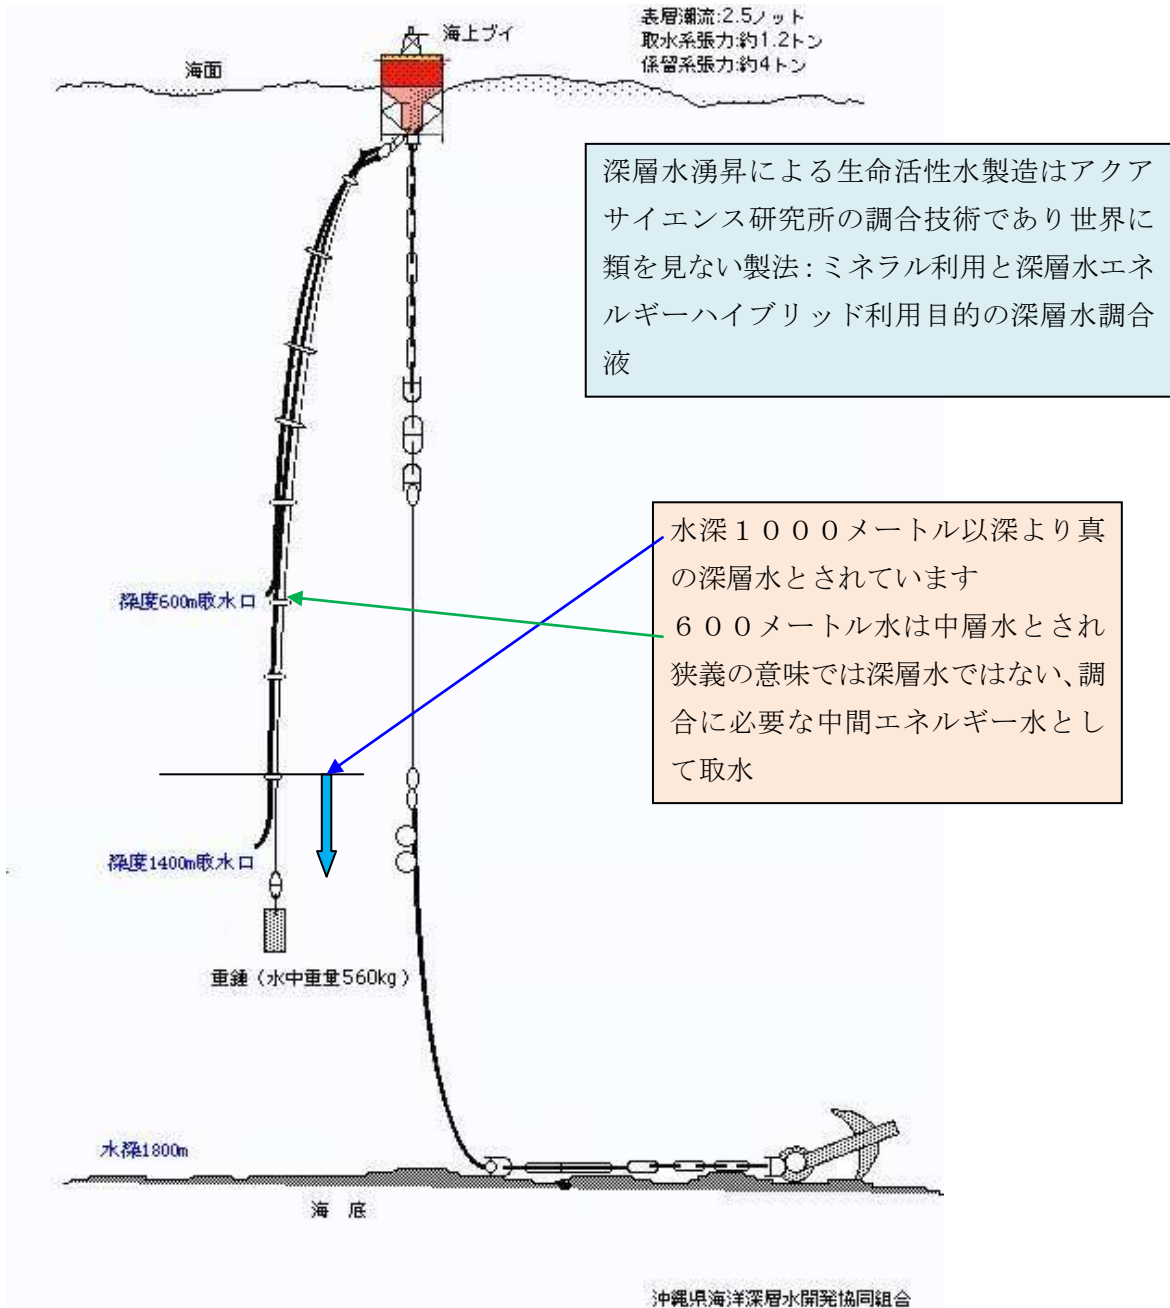 表層潮流:2.5ノット
取水系張力:約1.2トン
係留系張力:約4トン
海上ブイ
海面
深層水湧昇による生命活性水製造はアクア
サイエンス研究所の調合技術であり世界に
類を見ない製法:ミネラル利用と深層水エネ
ルギーハイブリッド利用目的の深層水調合
液
水深1000メートル以深より真
の深層水とされています
600メートル水は中層水とされ
狭義の意味では深層水ではない、調
合に必要な中間エネルギー水とし
て取水
深度600m取水口
深度1400m取水口
重錘(水中重量560kg)
水深1800m
海 底
沖縄県海洋深層水開発協同組合